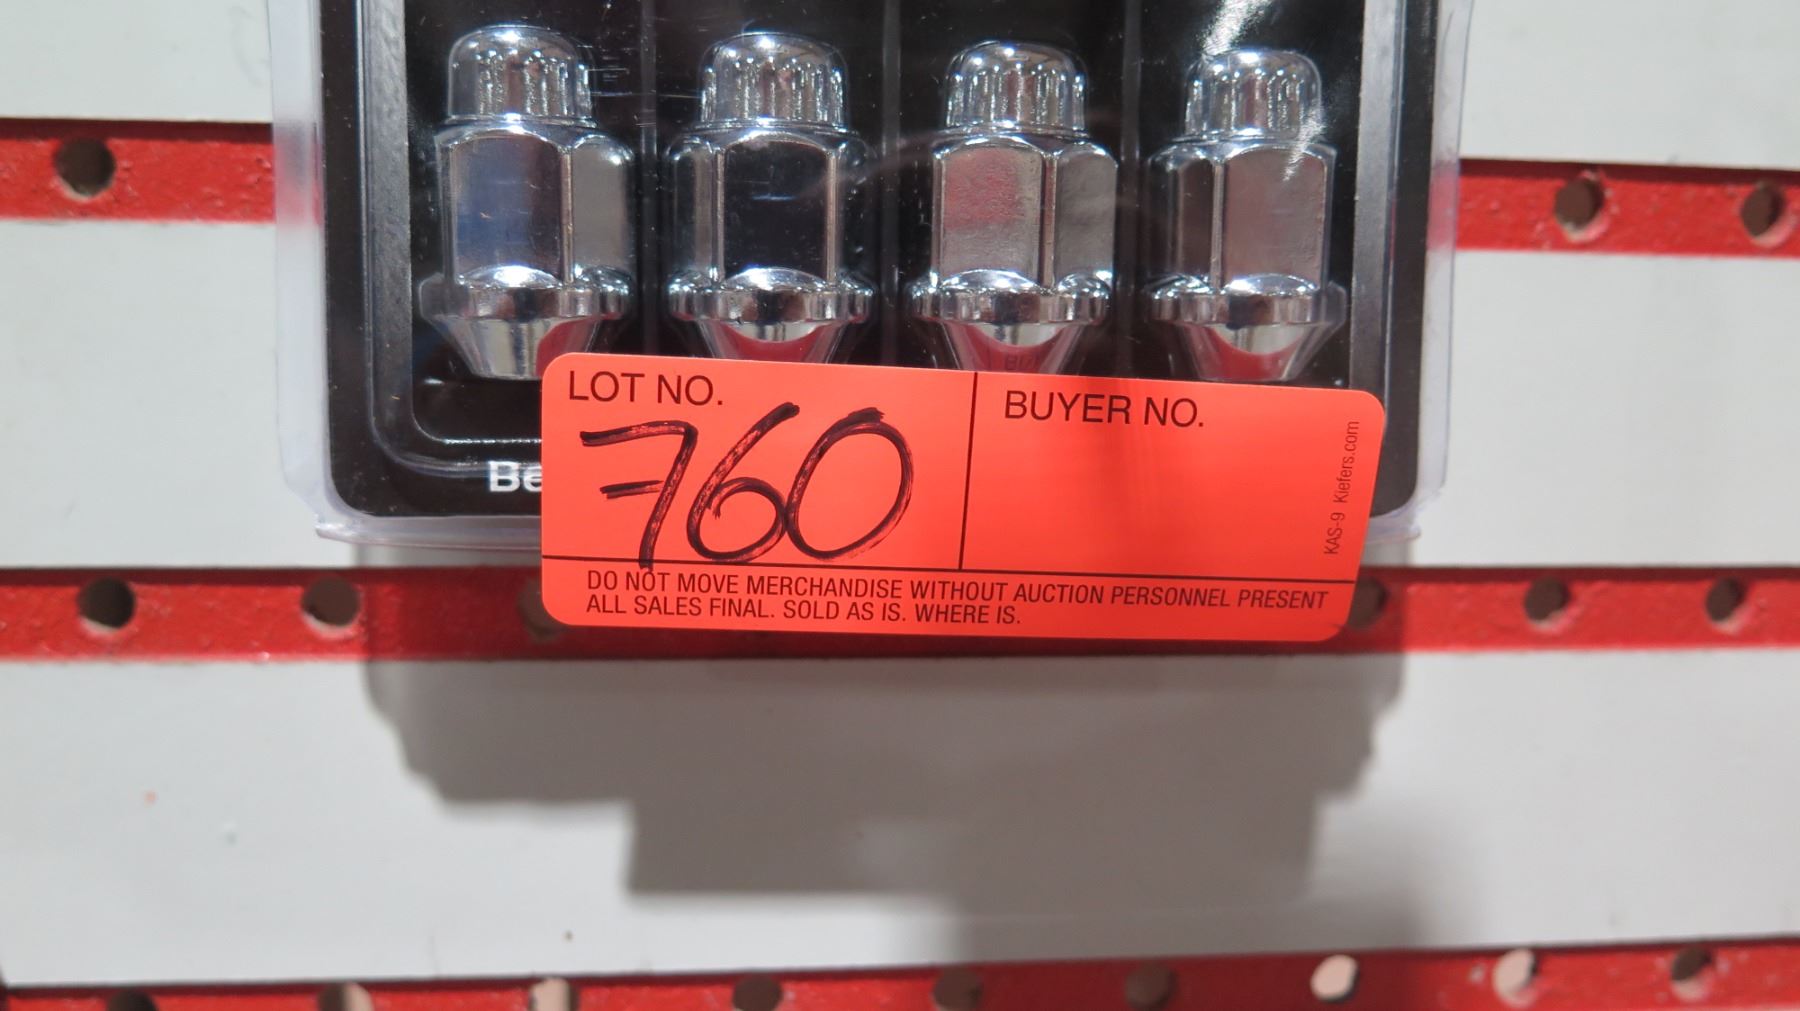 LOT NO.
760
BUYER NO.
KAS-9 Kiefers.com
DO NOT MOVE MERCHANDISE WITHOUT AUCTION PERSONNEL PRESENT
ALL SALES FINAL. SOLD AS IS. WHERE IS.